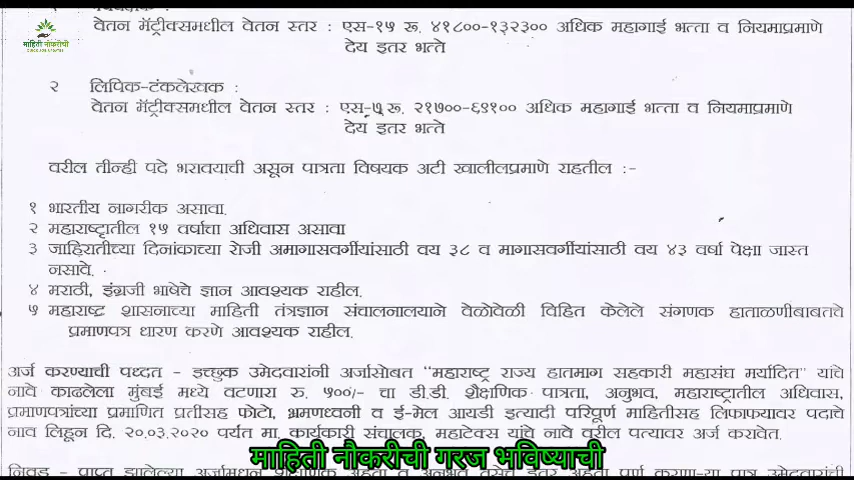 वेतन मॅट्रीक्समधील वेतन स्तर : एस-१५ रू. ४१८००-१३२३०० अधिक महागाई भत्ता व नियमाप्रमाणे
देय इतर भत्ते
माहिती नौकरीची
२ लिपिक-टंकलेखक :
वेतन मॅट्रीक्समधील वेतन स्तर : एस-५ रू. २१७००-६९१०० अधिक महागाई भत्ता व नियमाप्रमाणे
देय इतर भत्ते
वरील तीन्ही पदे भरावयाची असून पात्रता विषयक अटी खालीलप्रमाणे राहतील :-
१ भारतीय नागरीक असावा.
२ महाराष्ट्रातील १५ वर्षाचा अधिवास असावा
३ जाहिरातीच्या दिनांकाच्या रोजी अमागासवर्गीयांसाठी वय ३८ व मागासवर्गीयांसाठी वय ४३ वर्षा पेक्षा जास्त
नसावे.
४ मराठी, इंग्रजी भाषेचे ज्ञान आवश्यक राहील.
५ महाराष्ट्र शासनाच्या माहिती तंत्रज्ञान संचालनालयाने वेळोवेळी विहित केलेले संगणक हाताळणीबाबतचे
प्रमाणपत्र धारण करणे आवश्यक राहील.
अर्ज करण्याची पध्दत - इच्छुक उमेदवारांनी अर्जासोबत "महाराष्ट्र राज्य हातमाग सहकारी महासंघ मर्यादित" यांचे
नावे काढलेला मुंबई मध्ये वटणारा रु. ५००/- चा डी.डी. शैक्षणिक पात्रता, अनुभव, महाराष्ट्रातील अधिवास,
प्रमाणपत्रांच्या प्रमाणित प्रतीसह फोटो, भ्रमणध्वनी व ई-मेल आयडी इत्यादी परिपूर्ण माहितीसह लिफाफ्यावर पदाचे
नाव लिहून दि. २०.०३.२०२० पर्यंत मा. कार्यकारी संचालक, महाटेक्स यांचे नावे वरील पत्यावर अर्ज करावेत.
माहिती नौकरीची गरज भविष्याची